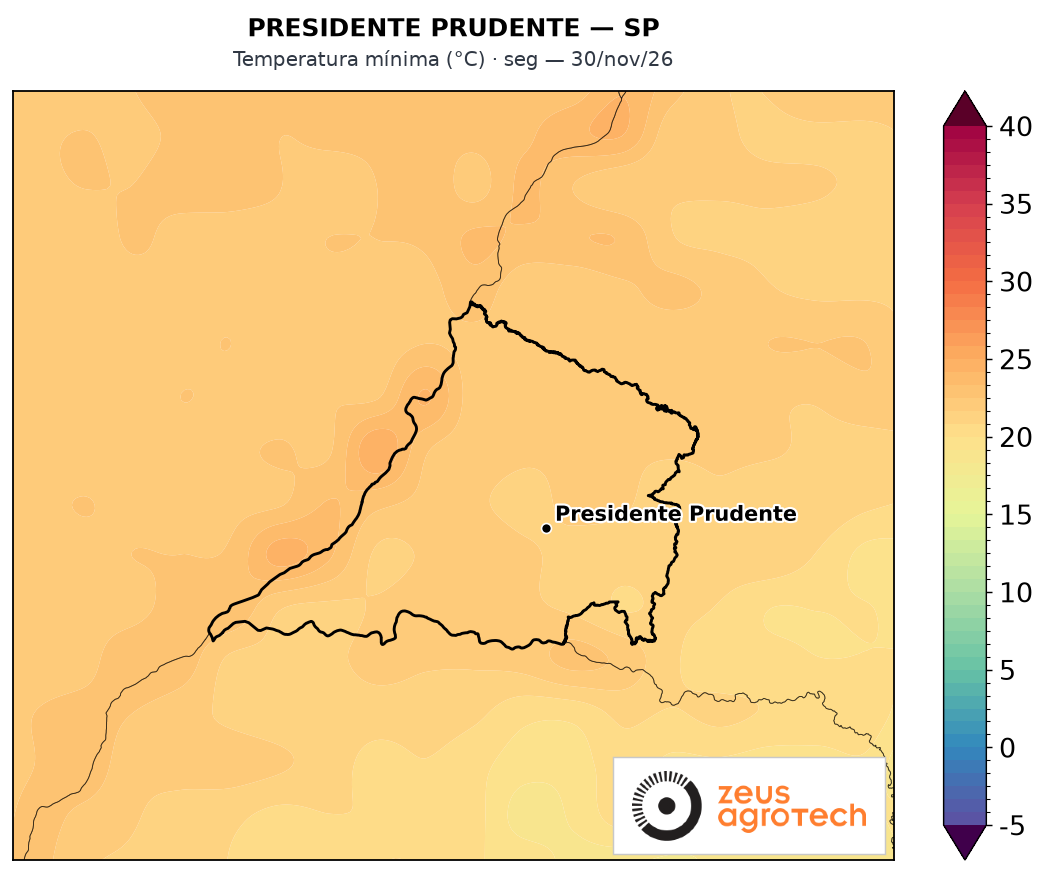 PRESIDENTE PRUDENTE — SP
Temperatura mínima (°C) · seg — 30/nov/26
40
35
30
25
20
15
10
5
0
-5
Presidente Prudente
zeus
agrotech